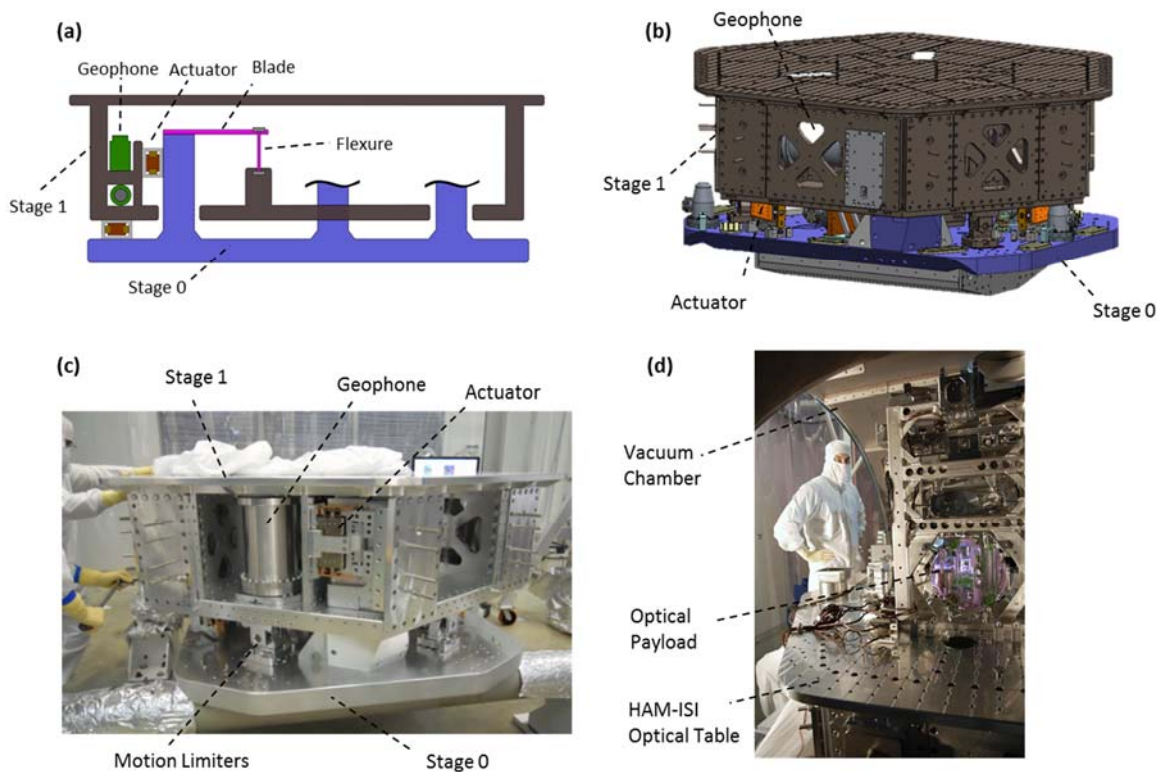 (a)
Geophone
Actuator
Blade
Flexure
Stage 1
Stage 0
(b)
Geophone
Stage 1
Actuator
Stage 0
(c)
Stage 1
Geophone
Actuator
Motion Limiters
Stage 0
(d)
Vacuum
Chamber
Optical
Payload
HAM-ISI
Optical Table